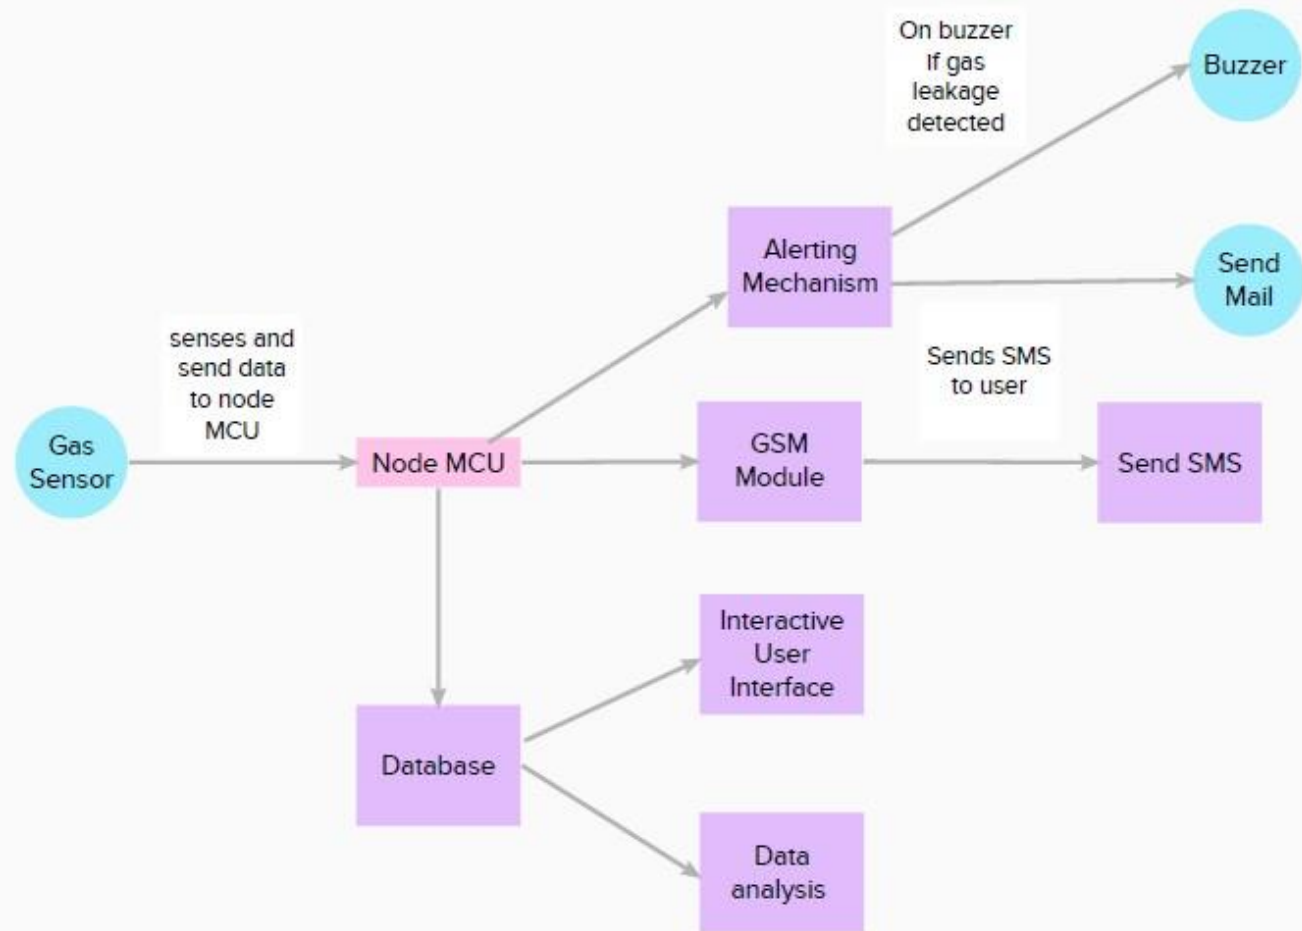 On buzzer
if gas
leakage
detected
Buzzer
Alerting
Mechanism
Send
Mail
senses and
send data
to node
MCU
Sends SMS
to user
Gas
Sensor
Node MCU
GSM
Module
Send SMS
Interactive
User
Interface
Database
Data
analysis